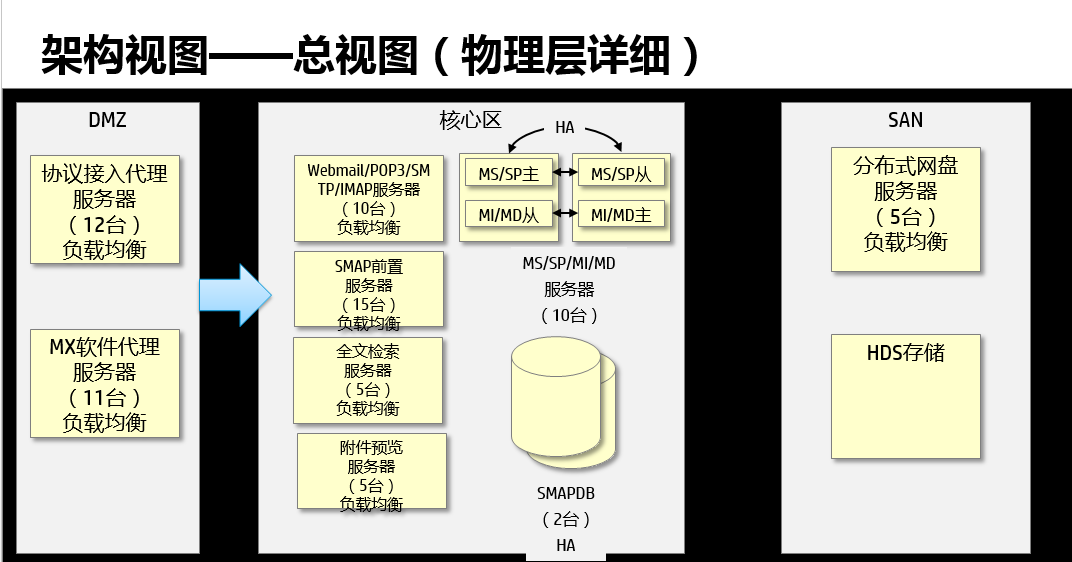 架构视图——总视图（物理层详细）
DMZ
协议接入代理
服务器
（12台）
负载均衡
MX软件代理
服务器
（11台）
负载均衡
核心区
Webmail/POP3/SM
TP/IMAP服务器
（10台）
负载均衡
SMAP前置
服务器
（15台）
负载均衡
全文检索
服务器
（5台）
负载均衡
附件预览
服务器
（5台）
负载均衡
HA
MS/SP主
MS/SP从
MI/MD从
MI/MD主
MS/SP/MI/MD
服务器
（10台）
SMAPDB
（2台）
HA
SAN
分布式网盘
服务器
（5台）
负载均衡
HDS存储